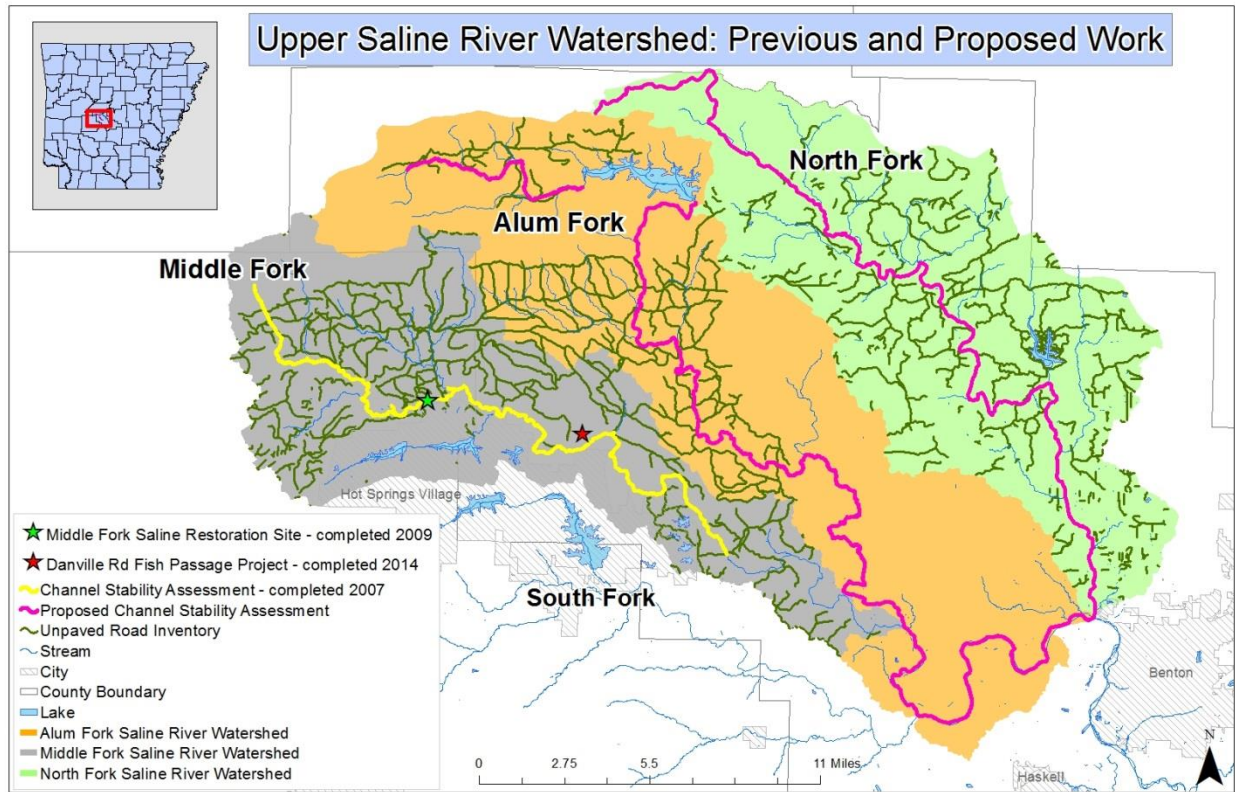 Upper Saline River Watershed: Previous and Proposed Work
North Fork
Alum Fork
Middle Fork
Hot Springs Village
South Fork
Middle Fork Saline Restoration Site - completed 2009
Danville Rd Fish Passage Project - completed 2014
Channel Stability Assessment - completed 2007
Proposed Channel Stability Assessment
Unpaved Road Inventory
Stream
City
County Boundary
Lake
Alum Fork Saline River Watershed
Middle Fork Saline River Watershed
North Fork Saline River Watershed
0 2.75 5.5 11 Miles
Benton
Haskell
N